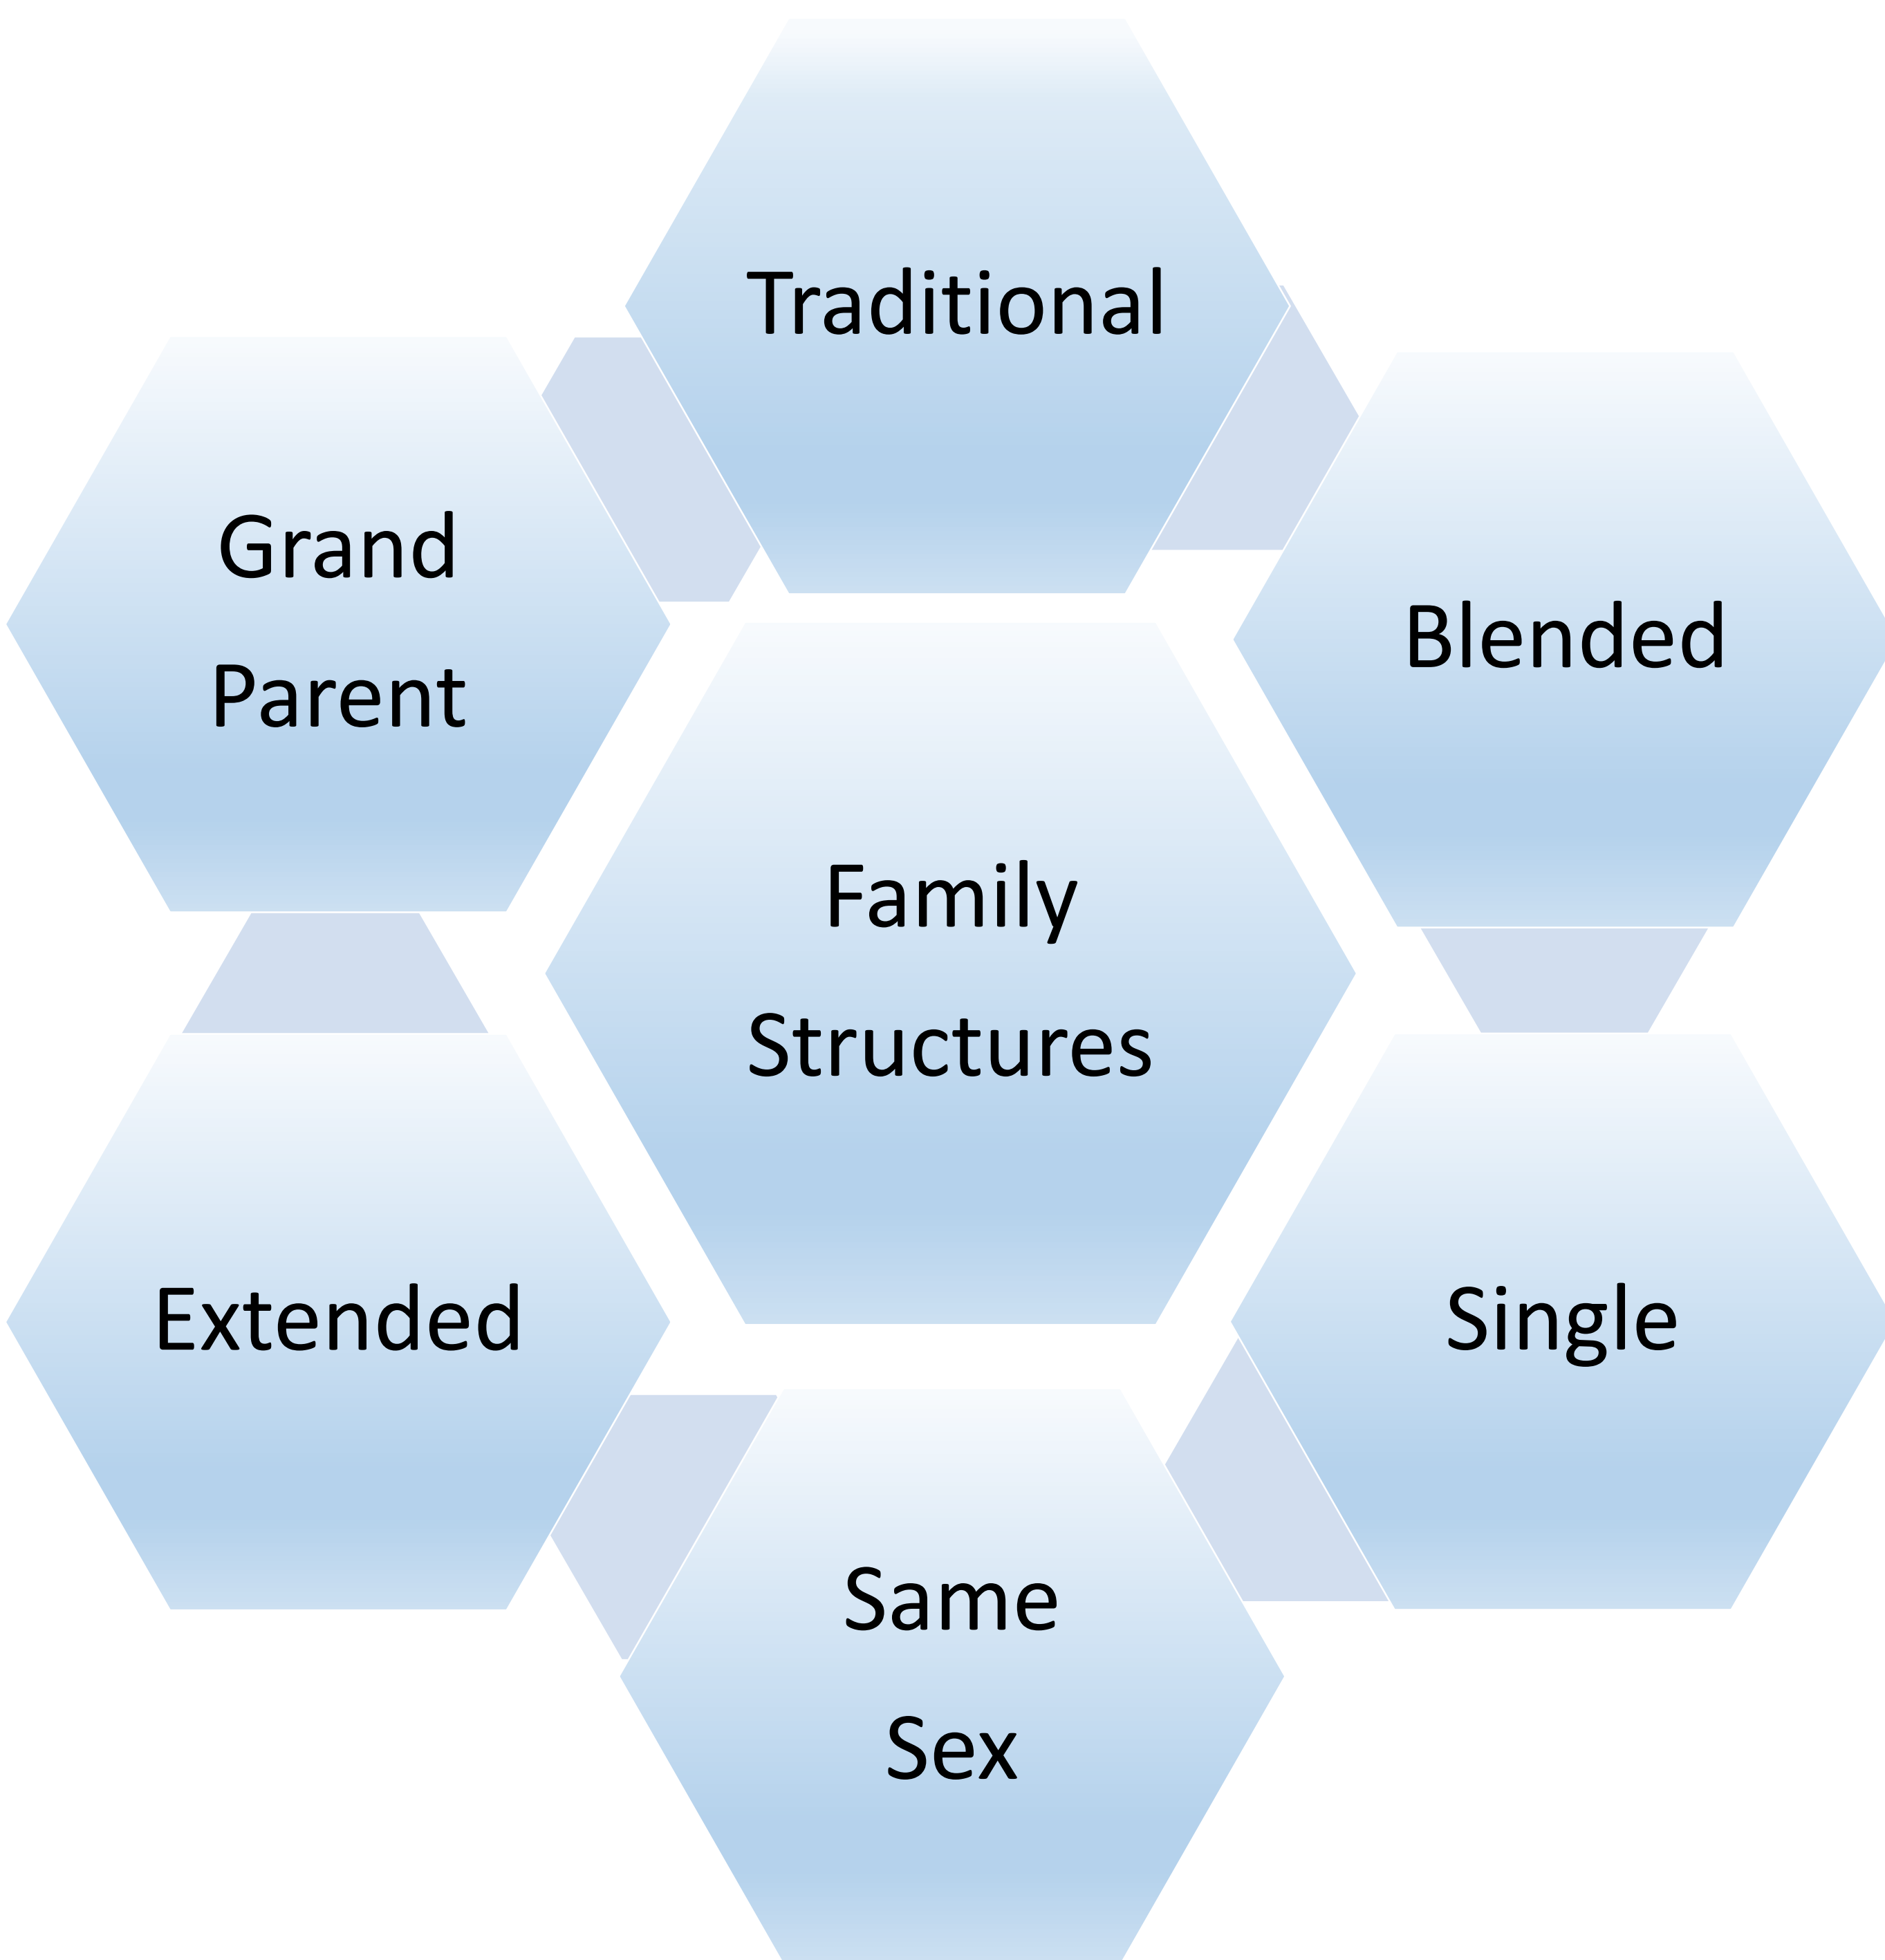 Traditional
Grand
Parent
Blended
Family
Structures
Extended
Single
Same
Sex